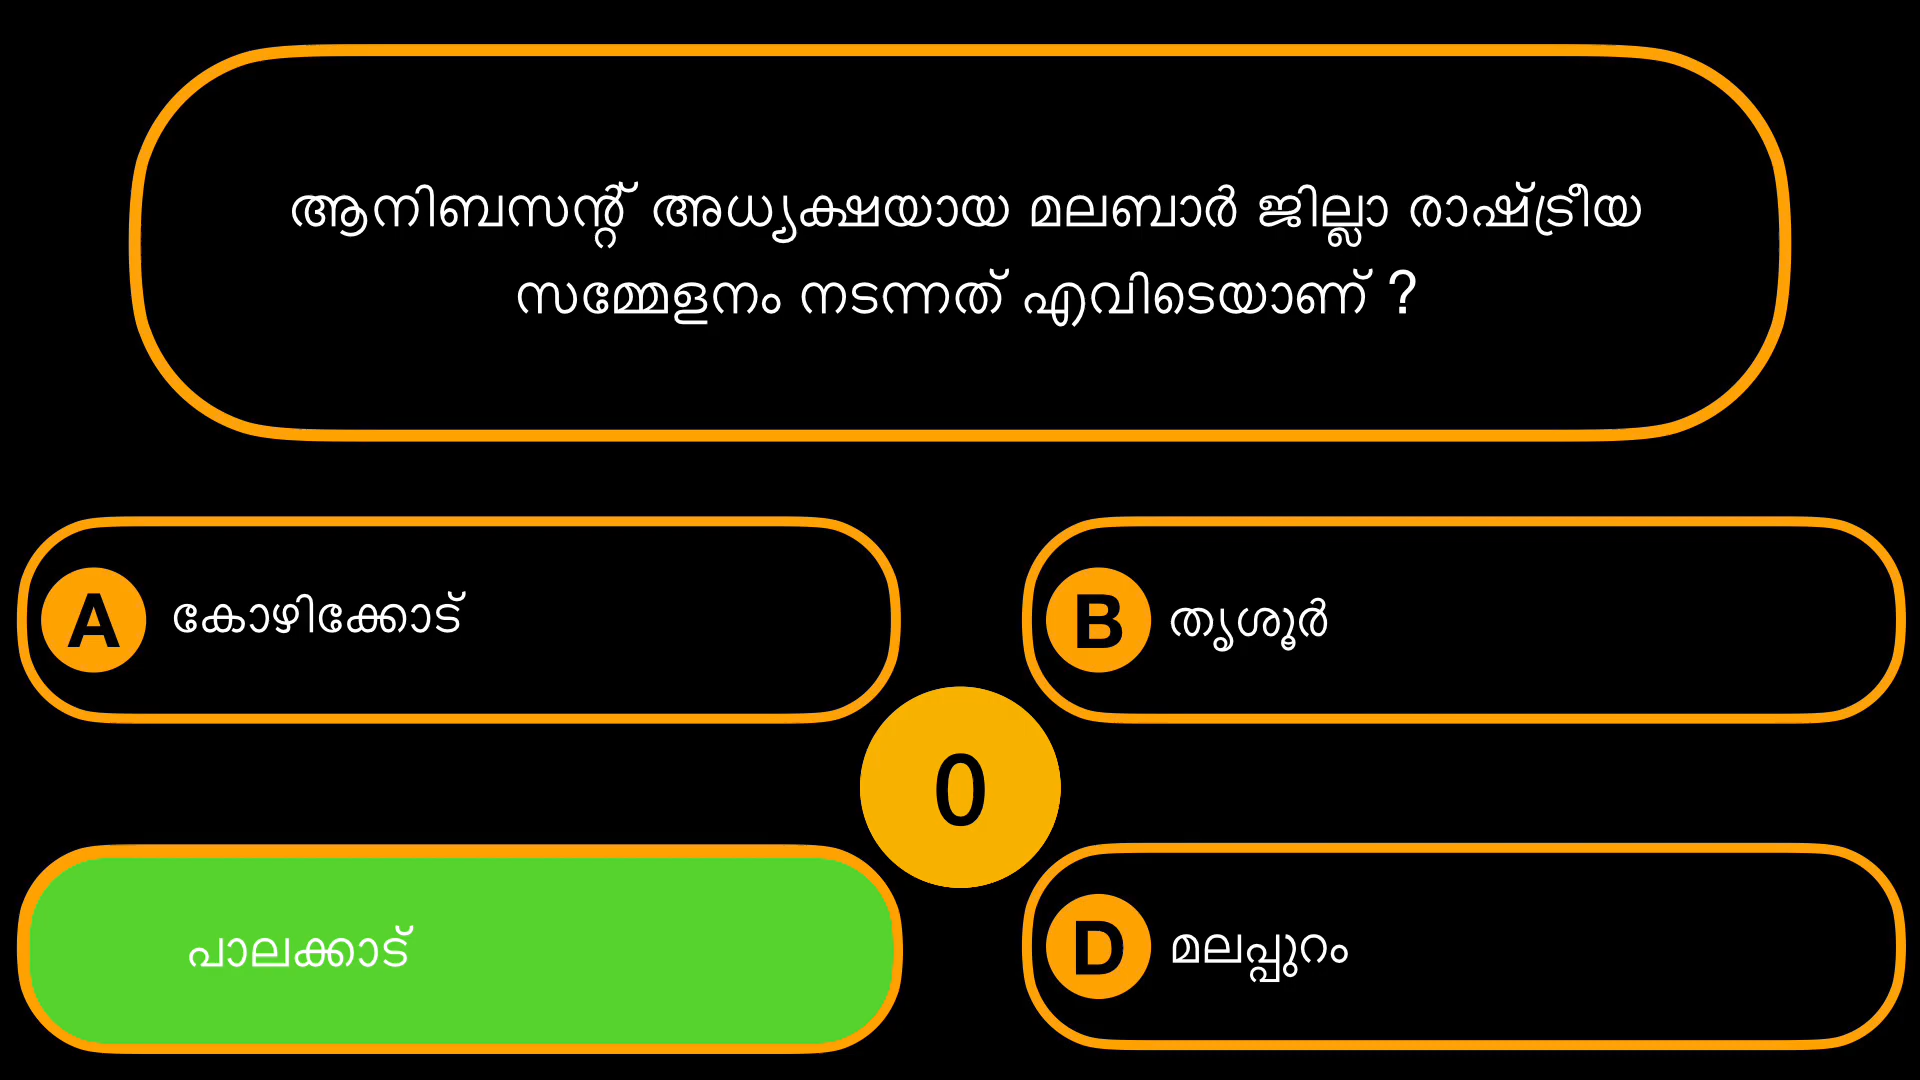 ആനിബസന്റ് അധ്യക്ഷയായ മലബാർ ജില്ലാ രാഷ്ട്രീയ
സമ്മേളനം നടന്നത് എവിടെയാണ് ?
A കോഴിക്കോട്
B തൃശൂർ
0
പാലക്കാട്
D മലപ്പുറം